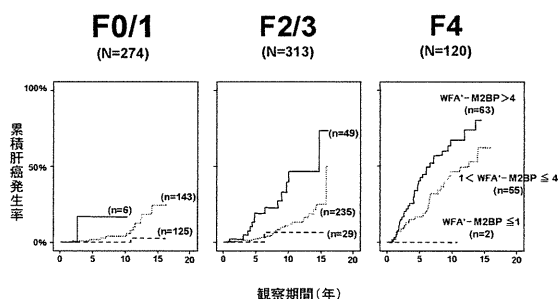 F0/1
(N=274)
F2/3
(N=313)
F4
(N=120)
累積肝癌発生率
100%
50%
0%
(n=6)
(n=143)
(n=125)
0 5 10 15 20
(n=49)
(n=235)
(n=29)
0 5 10 15 20
WFA⁺-M2BP>4
(n=63)
1< WFA⁺-M2BP ≦4
(n=55)
WFA⁺-M2BP ≦1
(n=2)
0 5 10 15 20
観察期間(年)